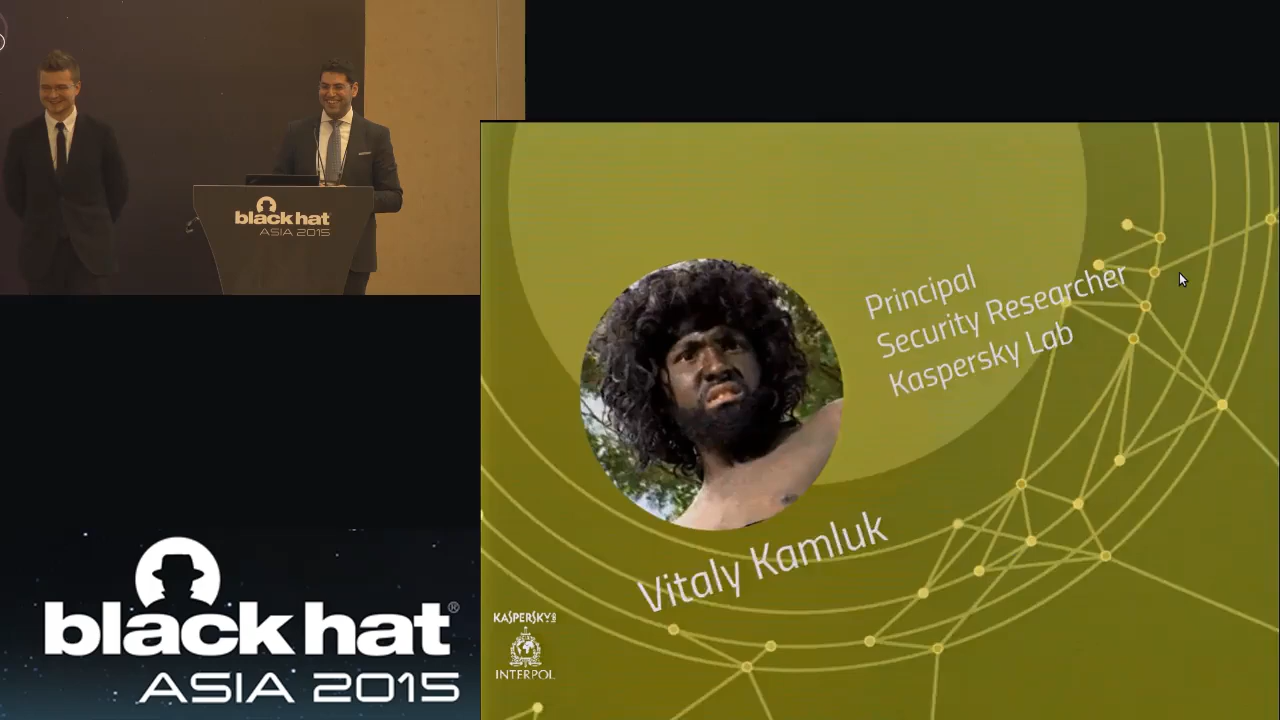 black hat
ASIA 2015
Principal
Security Researcher
Kaspersky Lab
Vitaly Kamluk
KASPERSKY
INTERPOL
black hat®
ASIA 2015